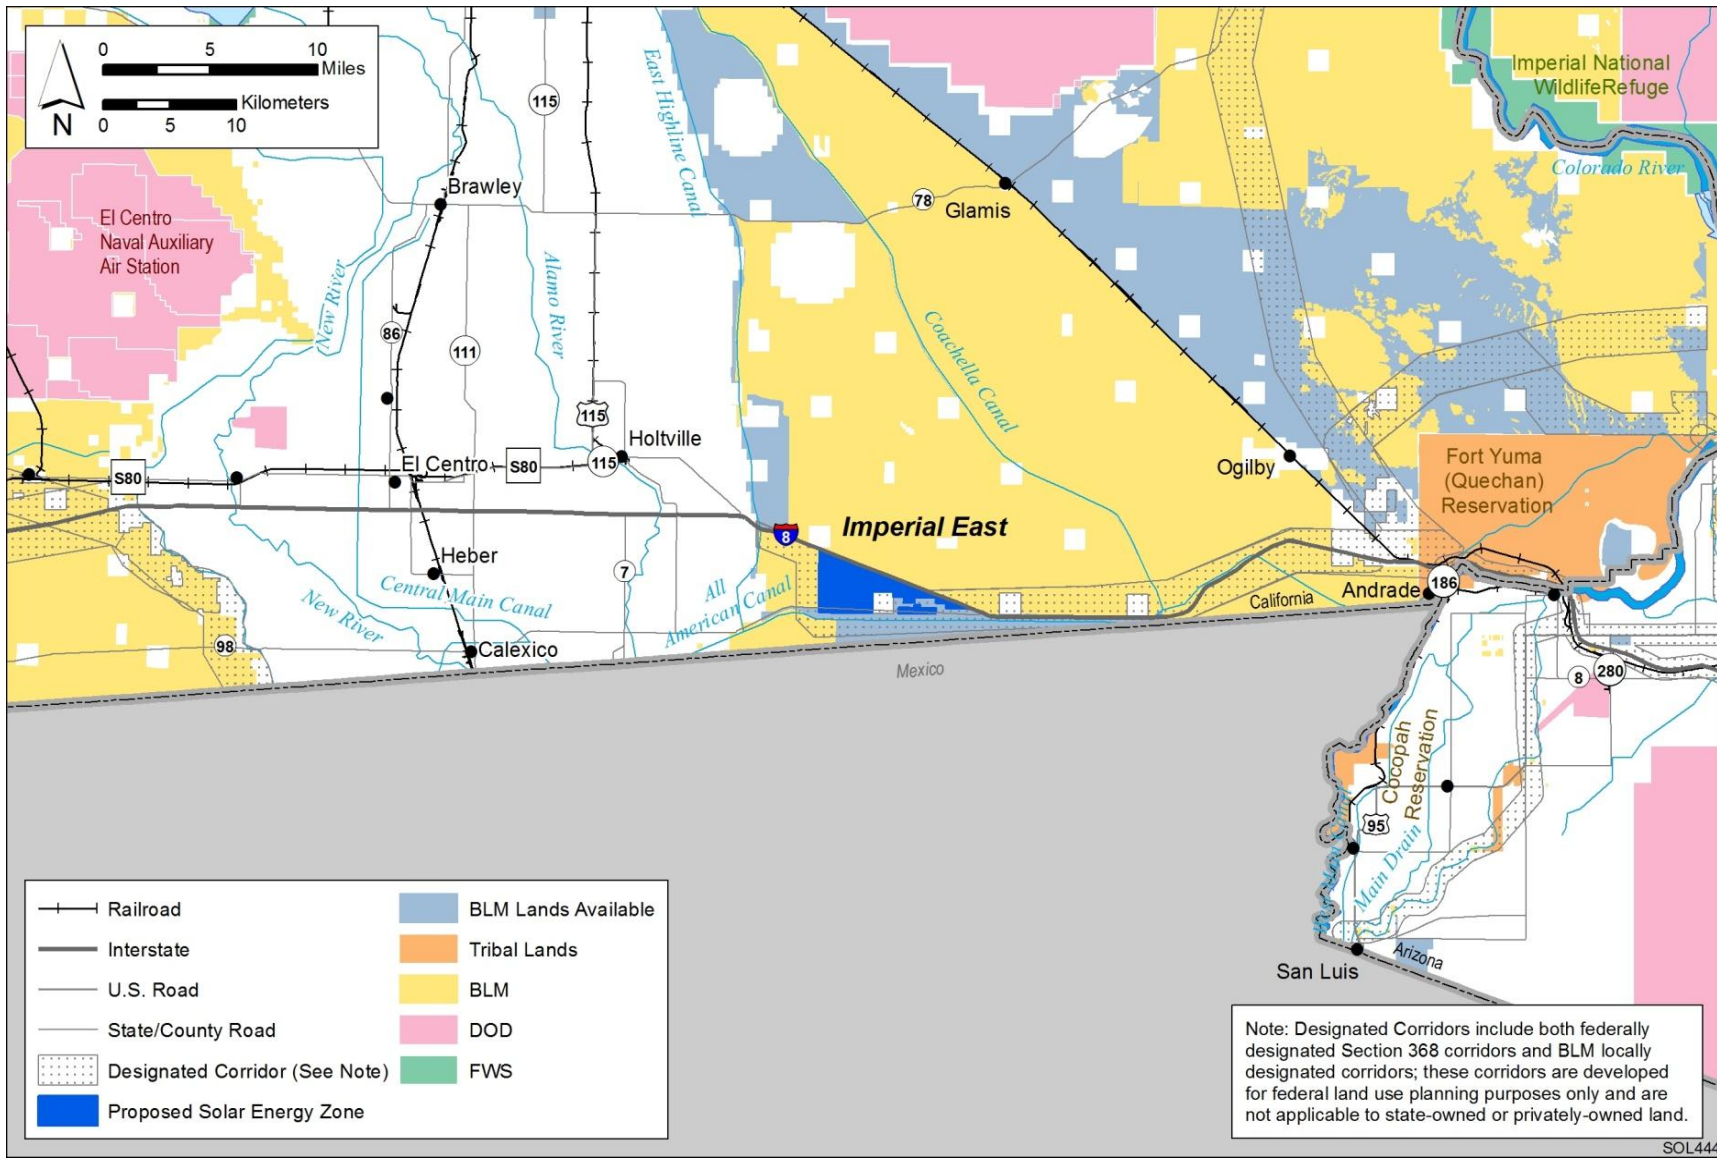 0 5 10
Miles
Kilometers
0 5 10
N
115
East Highline Canal
Imperial National
WildlifeRefuge
Colorado River
Brawley
78
Glamis
El Centro
Naval Auxiliary
Air Station
New River
Alamo River
86
111
Coachella Canal
115
Holtville
115
El Centro
S80
S80
Ogilby
Fort Yuma
(Quechan)
Reservation
Imperial East
8
Heber
7
All
American Canal
Central Main Canal
New River
California
Andrade
186
98
Calexico
Mexico
8
280
Cocopah
Reservation
95
Main Drain
San Luis
Arizona
Railroad
Interstate
U.S. Road
State/County Road
Designated Corridor (See Note)
Proposed Solar Energy Zone
BLM Lands Available
Tribal Lands
BLM
DOD
FWS
Note: Designated Corridors include both federally
designated Section 368 corridors and BLM locally
designated corridors; these corridors are developed
for federal land use planning purposes only and are
not applicable to state-owned or privately-owned land.
SOL444